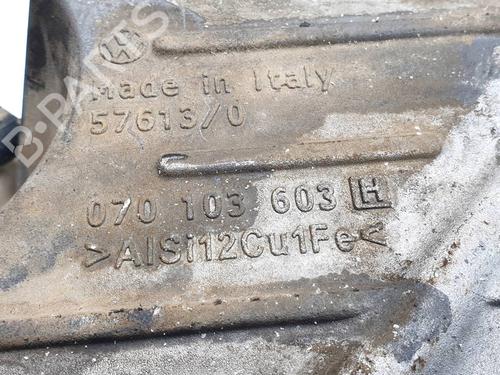 Made in Italy
57613/0
070 103 603 H
>AlSi12Cu1Fe<
B-PARTS